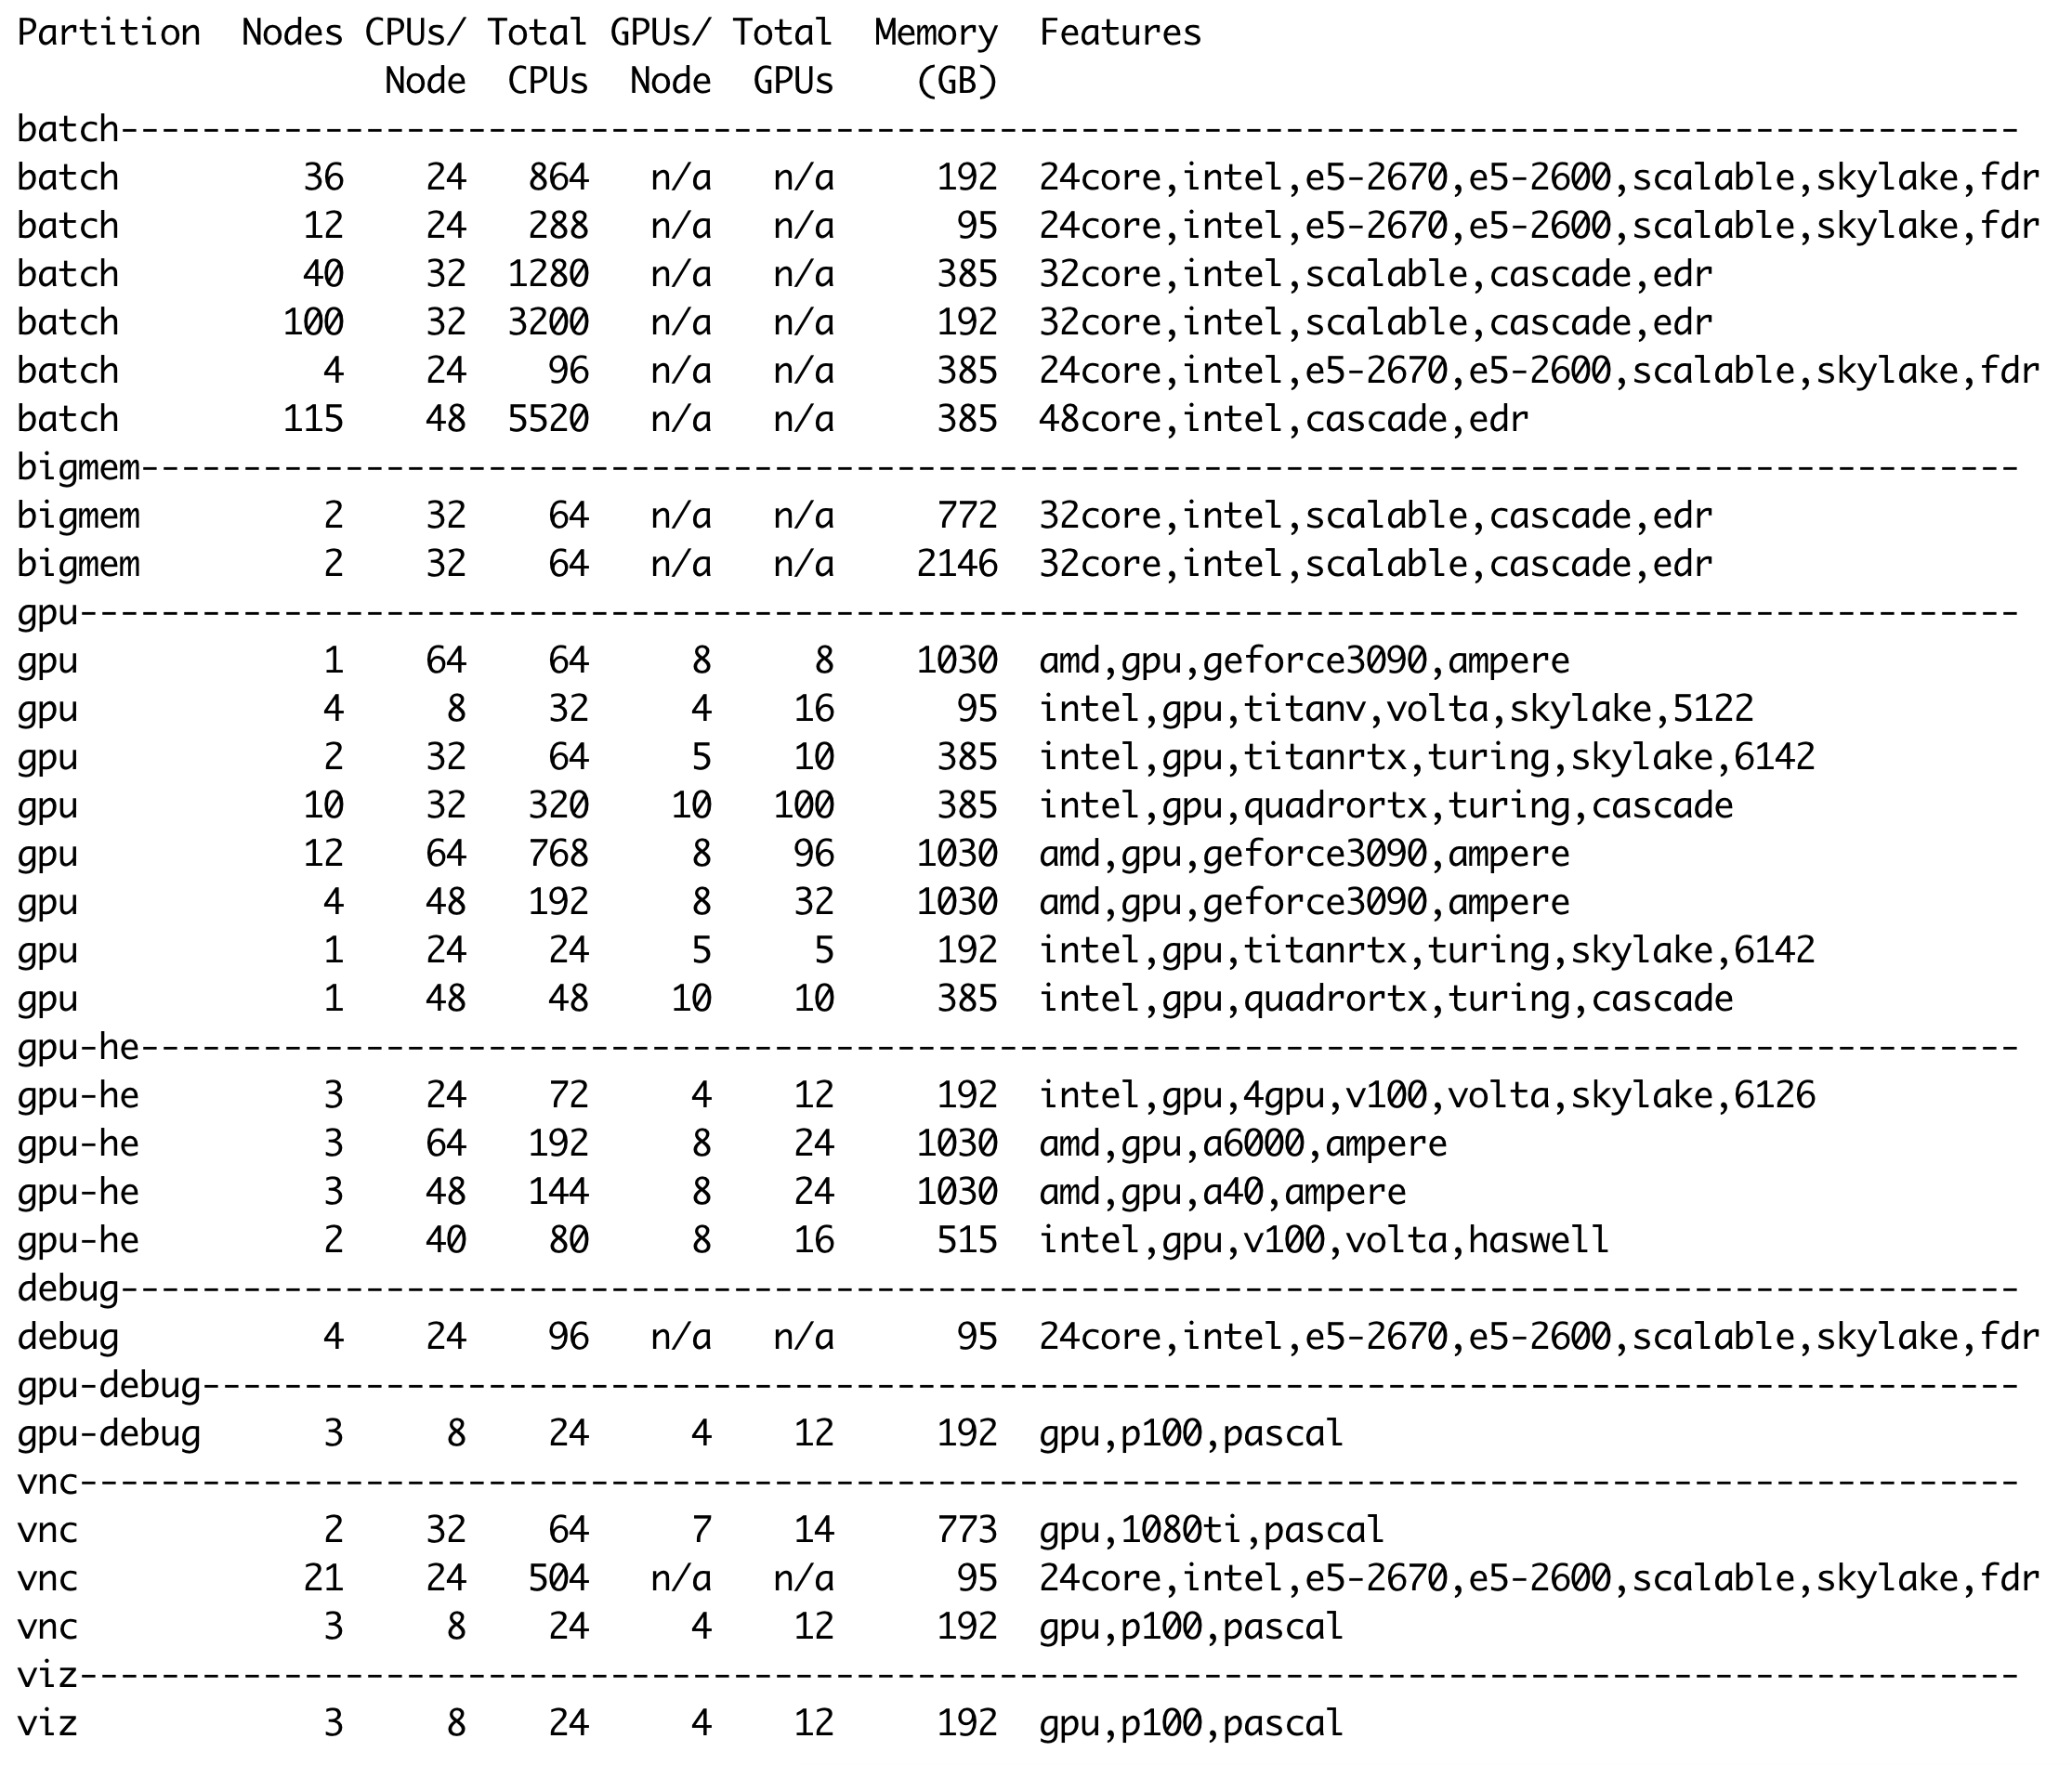 Partition  Nodes CPUs/ Total GPUs/ Total  Memory  Features
                  Node  CPUs  Node  GPUs    (GB)
batch---------------------------------------------------------------------------------------------
batch         36    24   864   n/a   n/a     192  24core,intel,e5-2670,e5-2600,scalable,skylake,fdr
batch         12    24   288   n/a   n/a      95  24core,intel,e5-2670,e5-2600,scalable,skylake,fdr
batch         40    32  1280   n/a   n/a     385  32core,intel,scalable,cascade,edr
batch        100    32  3200   n/a   n/a     192  32core,intel,scalable,cascade,edr
batch          4    24    96   n/a   n/a     385  24core,intel,e5-2670,e5-2600,scalable,skylake,fdr
batch        115    48  5520   n/a   n/a     385  48core,intel,cascade,edr
bigmem--------------------------------------------------------------------------------------------
bigmem         2    32    64   n/a   n/a     772  32core,intel,scalable,cascade,edr
bigmem         2    32    64   n/a   n/a    2146  32core,intel,scalable,cascade,edr
gpu-----------------------------------------------------------------------------------------------
gpu            1    64    64     8     8    1030  amd,gpu,geforce3090,ampere
gpu            4     8    32     4    16      95  intel,gpu,titanv,volta,skylake,5122
gpu            2    32    64     5    10     385  intel,gpu,titanrtx,turing,skylake,6142
gpu           10    32   320    10   100     385  intel,gpu,quadrortx,turing,cascade
gpu           12    64   768     8    96    1030  amd,gpu,geforce3090,ampere
gpu            4    48   192     8    32    1030  amd,gpu,geforce3090,ampere
gpu            1    24    24     5     5     192  intel,gpu,titanrtx,turing,skylake,6142
gpu            1    48    48    10    10     385  intel,gpu,quadrortx,turing,cascade
gpu-he--------------------------------------------------------------------------------------------
gpu-he         3    24    72     4    12     192  intel,gpu,4gpu,v100,volta,skylake,6126
gpu-he         3    64   192     8    24    1030  amd,gpu,a6000,ampere
gpu-he         3    48   144     8    24    1030  amd,gpu,a40,ampere
gpu-he         2    40    80     8    16     515  intel,gpu,v100,volta,haswell
debug---------------------------------------------------------------------------------------------
debug          4    24    96   n/a   n/a      95  24core,intel,e5-2670,e5-2600,scalable,skylake,fdr
gpu-debug-----------------------------------------------------------------------------------------
gpu-debug      3     8    24     4    12     192  gpu,p100,pascal
vnc-----------------------------------------------------------------------------------------------
vnc            2    32    64     7    14     773  gpu,1080ti,pascal
vnc           21    24   504   n/a   n/a      95  24core,intel,e5-2670,e5-2600,scalable,skylake,fdr
vnc            3     8    24     4    12     192  gpu,p100,pascal
viz-----------------------------------------------------------------------------------------------
viz            3     8    24     4    12     192  gpu,p100,pascal